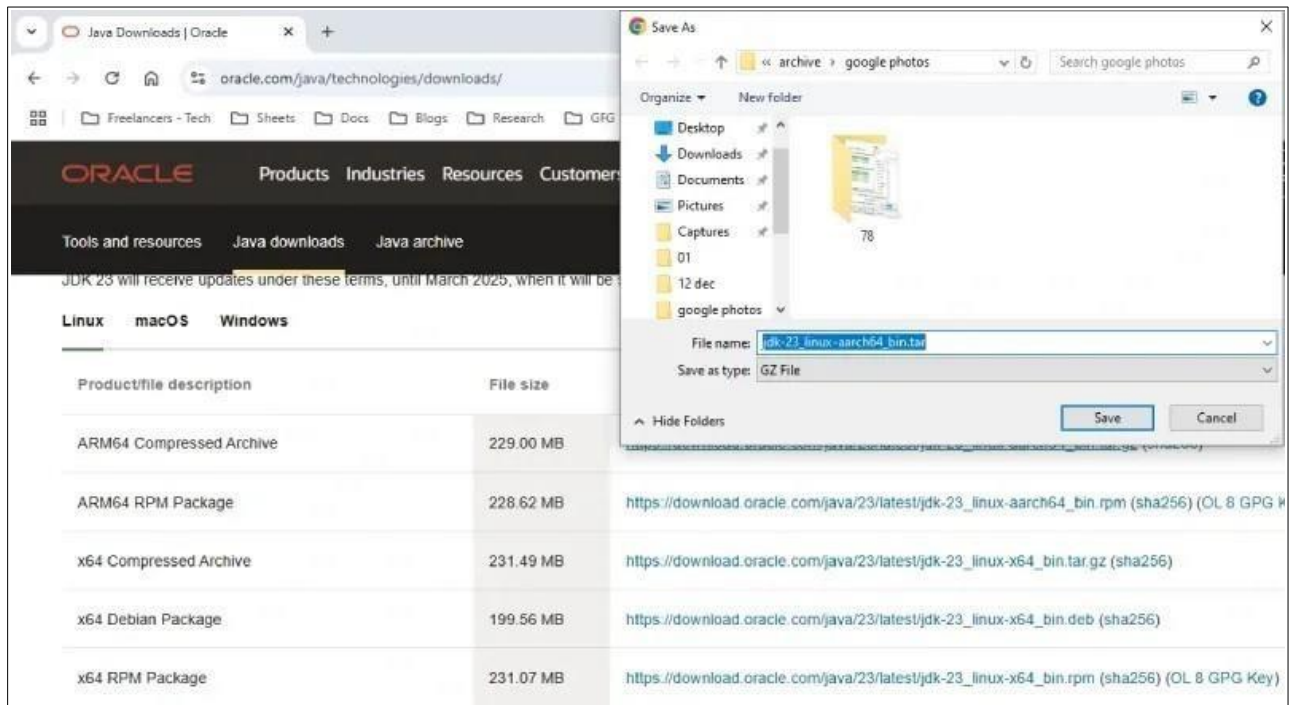 Java Downloads | Oracle
oracle.com/java/technologies/downloads/
Freelancers - Tech Sheets Docs Blogs Research GFG
ORACLE Products Industries Resources Customers
Tools and resources Java downloads Java archive
JDK 23 will receive updates under these terms, until March 2025, when it will be
Linux macOS Windows
Product/file description File size
ARM64 Compressed Archive 229.00 MB
ARM64 RPM Package 228.62 MB https://download.oracle.com/java/23/latest/jdk-23_linux-aarch64_bin.rpm (sha256) (OL 8 GPG
x64 Compressed Archive 231.49 MB https://download.oracle.com/java/23/latest/jdk-23_linux-x64_bin.tar.gz (sha256)
x64 Debian Package 199.56 MB https://download.oracle.com/java/23/latest/jdk-23_linux-x64_bin.deb (sha256)
x64 RPM Package 231.07 MB https://download.oracle.com/java/23/latest/jdk-23_linux-x64_bin.rpm (sha256) (OL 8 GPG Key)
Save As
« archive › google photos Search google photos
Organize New folder
Desktop
Downloads
Documents
Pictures
Captures
01
12 dec
google photos
78
File name: jdk-23_linux-aarch64_bin.tar
Save as type: GZ File
Hide Folders Save Cancel